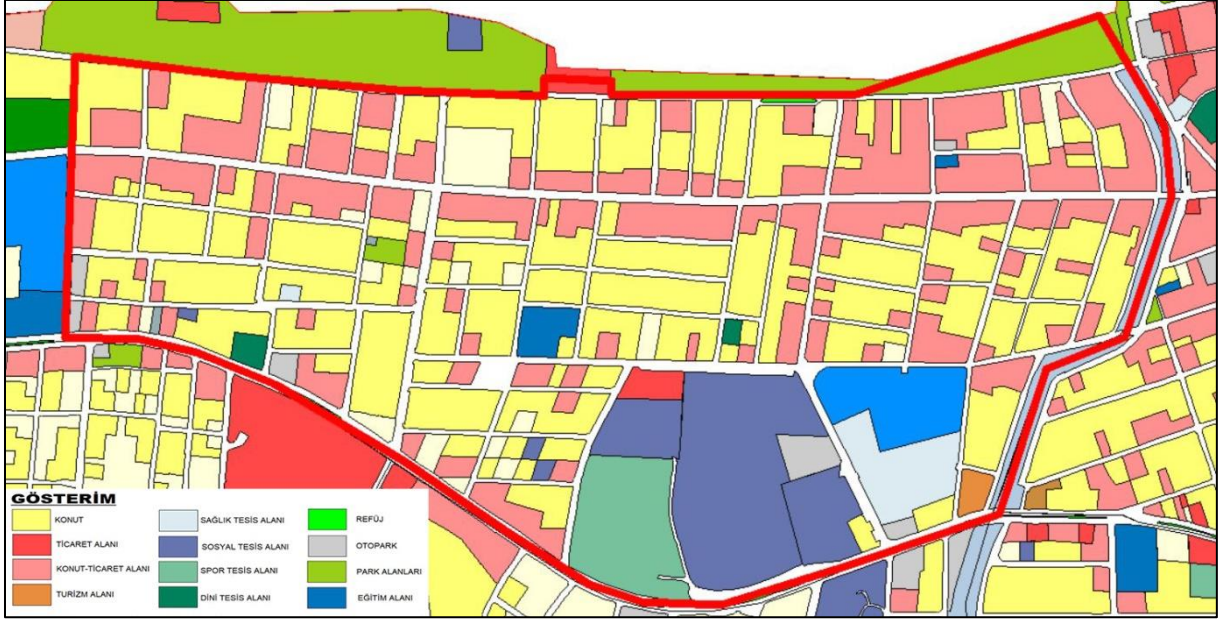 GÖSTERİM
KONUT
TİCARET ALANI
KONUT-TİCARET ALANI
TURİZM ALANI
SAĞLIK TESİS ALANI
SOSYAL TESİS ALANI
SPOR TESİS ALANI
DİNİ TESİS ALANI
REFÜJ
OTOPARK
PARK ALANLARI
EĞİTİM ALANI